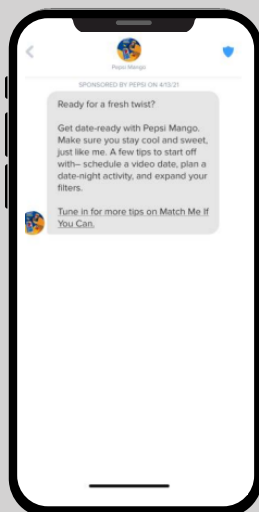 Pepsi Mango
SPONSORED BY PEPSI ON 4/13/21
Ready for a fresh twist?
Get date-ready with Pepsi Mango.
Make sure you stay cool and sweet,
just like me. A few tips to start off
with– schedule a video date, plan a
date-night activity, and expand your
filters.
Tune in for more tips on Match Me If
You Can.